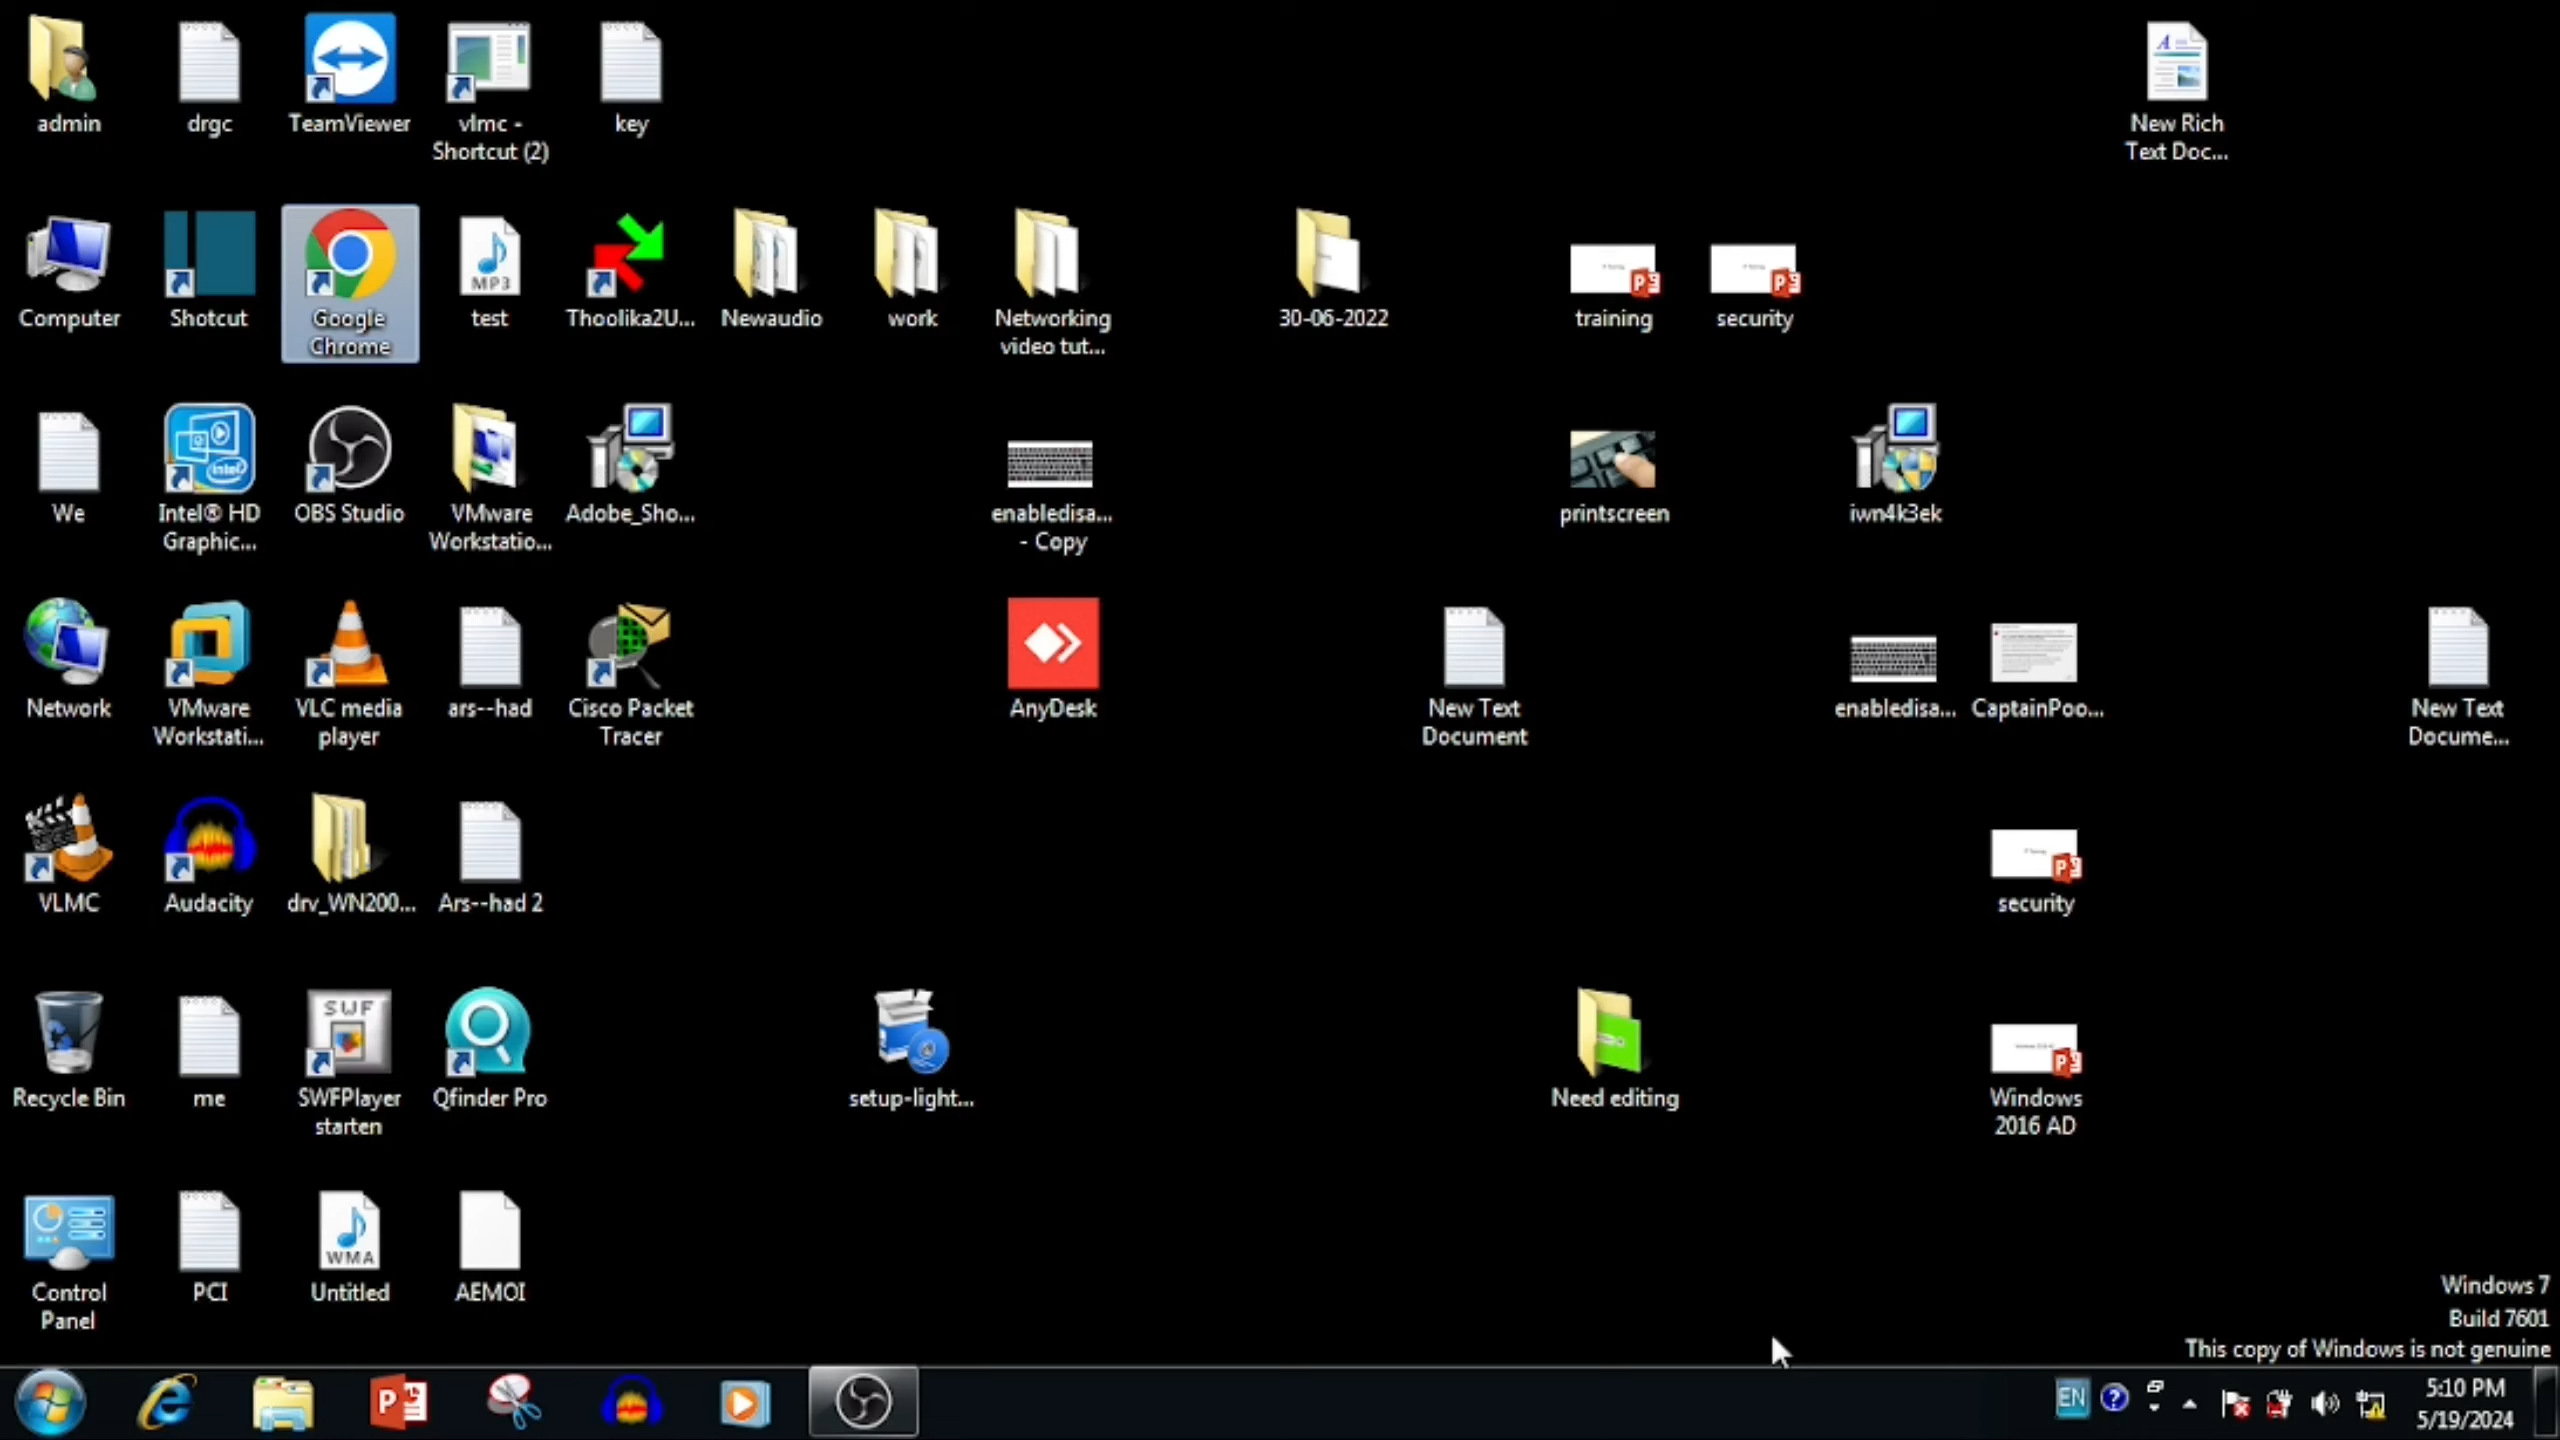 admin
drgc
TeamViewer
vlmc -
Shortcut (2)
key
New Rich
Text Doc...
Computer
Shotcut
Google
Chrome
MP3
test
Thoolika2U...
Newaudio
work
Networking
video tut...
30-06-2022
training
security
We
intel
Intel® HD
Graphic...
OBS Studio
VMware
Workstatio...
Adobe_Sho...
enabledisa...
- Copy
printscreen
iwn4k3ek
Network
VMware
Workstati...
VLC media
player
ars--had
Cisco Packet
Tracer
AnyDesk
New Text
Document
enabledisa...
CaptainPoo...
New Text
Docume...
VLMC
Audacity
drv_WN200...
Ars--had 2
security
Recycle Bin
me
SWF
SWFPlayer
starten
Qfinder Pro
setup-light...
Need editing
Windows
2016 AD
Control
Panel
PCI
WMA
Untitled
AEMOI
Windows 7
Build 7601
This copy of Windows is not genuine
EN
5:10 PM
5/19/2024